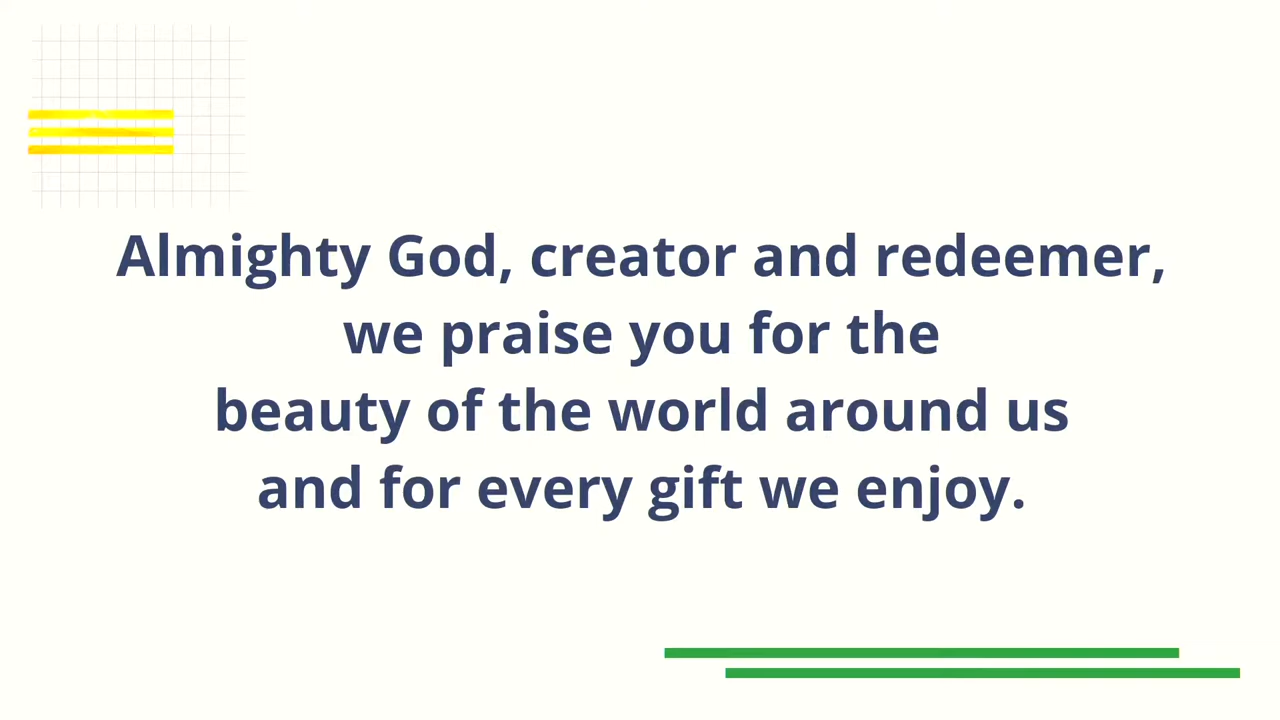 Almighty God, creator and redeemer,
we praise you for the
beauty of the world around us
and for every gift we enjoy.